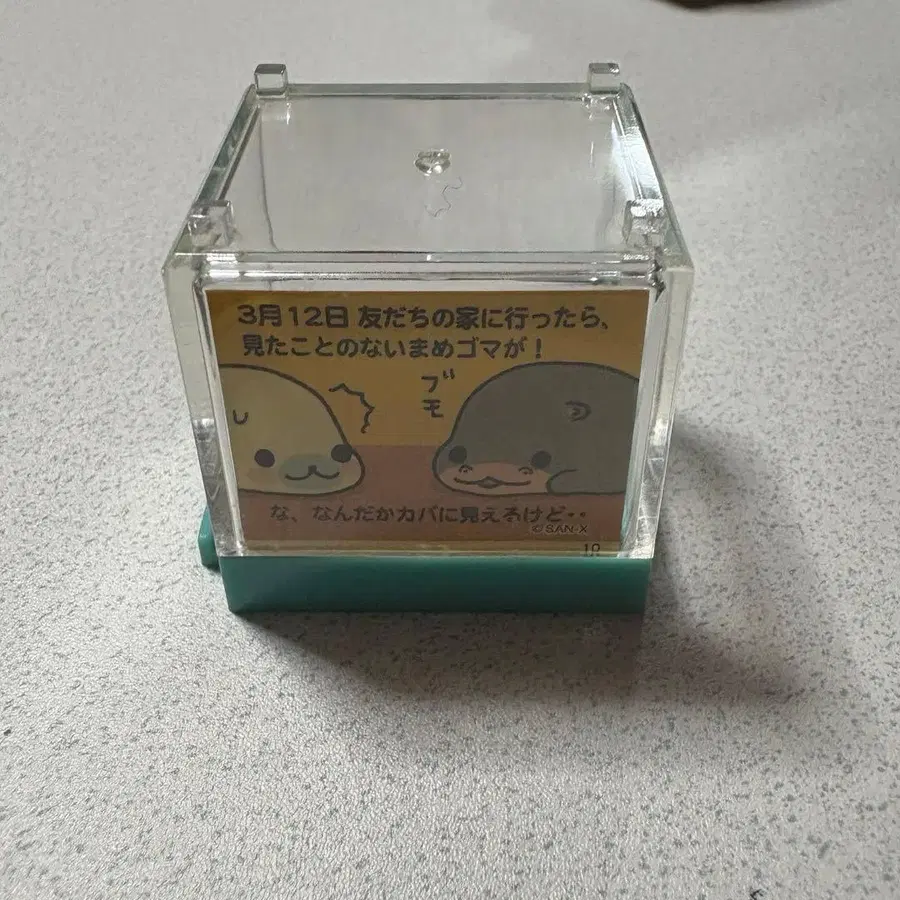 3月12日 友だちの家に行ったら、
見たことのないまめゴマが！
ブモ
な、なんだかカバに見えるけど‥
© SAN-X